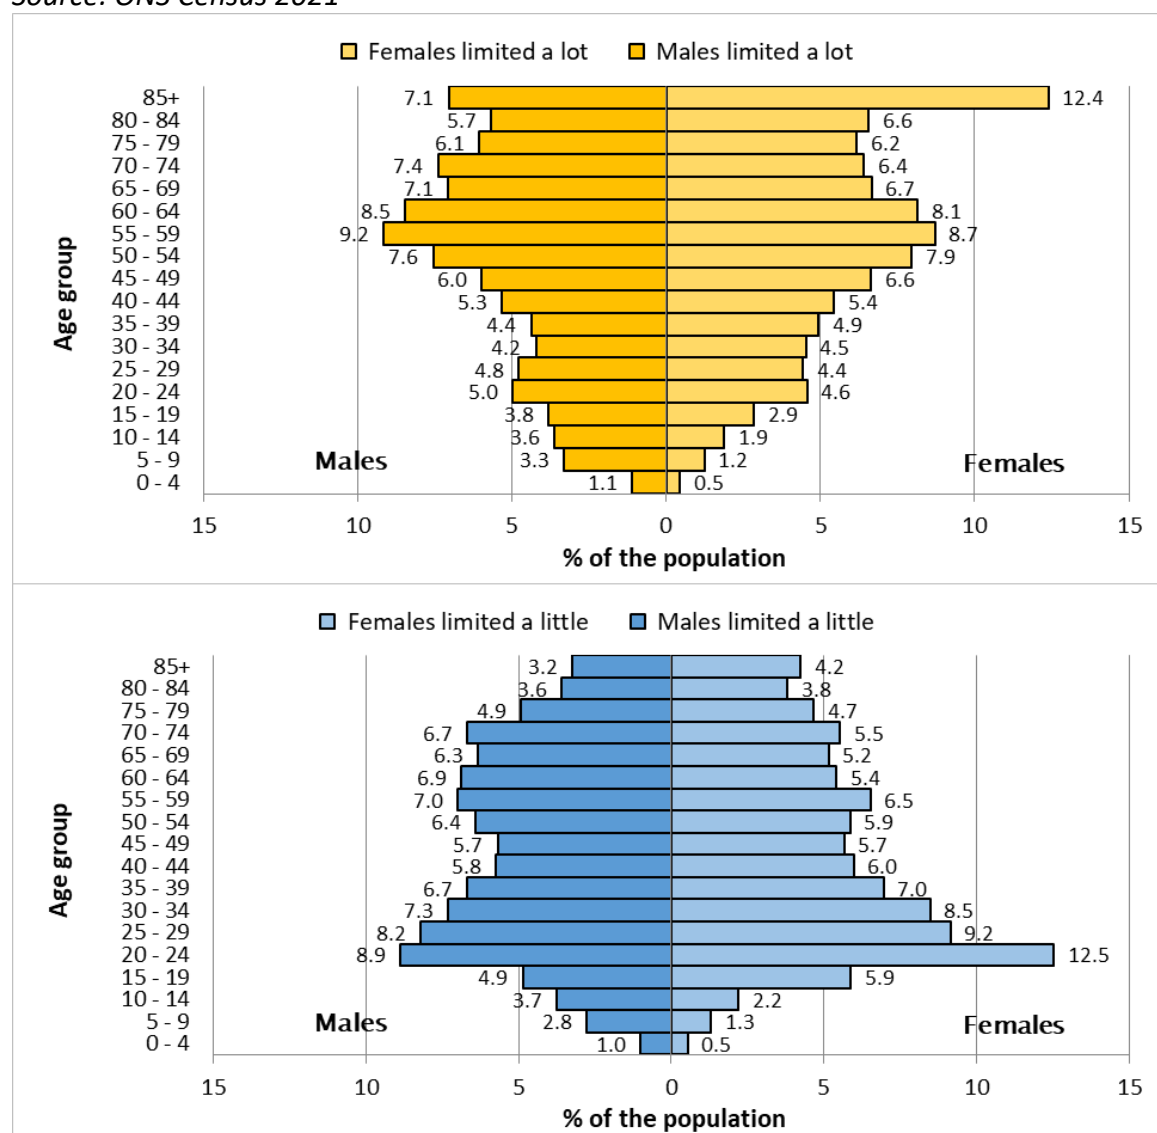 Source: ONS Census 2021
Females limited a lot Males limited a lot
85+ 7.1 12.4
80 - 84 5.7 6.6
75 - 79 6.1 6.2
70 - 74 7.4 6.4
65 - 69 7.1 6.7
60 - 64 8.5 8.1
55 - 59 9.2 8.7
50 - 54 7.6 7.9
45 - 49 6.0 6.6
40 - 44 5.3 5.4
35 - 39 4.4 4.9
30 - 34 4.2 4.5
25 - 29 4.8 4.4
20 - 24 5.0 4.6
15 - 19 3.8 2.9
10 - 14 3.6 1.9
5 - 9 3.3 1.2
0 - 4 1.1 0.5
Age group
Males Females
15 10 5 0 5 10 15
% of the population
Females limited a little Males limited a little
85+ 3.2 4.2
80 - 84 3.6 3.8
75 - 79 4.9 4.7
70 - 74 6.7 5.5
65 - 69 6.3 5.2
60 - 64 6.9 5.4
55 - 59 7.0 6.5
50 - 54 6.4 5.9
45 - 49 5.7 5.7
40 - 44 5.8 6.0
35 - 39 6.7 7.0
30 - 34 7.3 8.5
25 - 29 8.2 9.2
20 - 24 8.9 12.5
15 - 19 4.9 5.9
10 - 14 3.7 2.2
5 - 9 2.8 1.3
0 - 4 1.0 0.5
Age group
Males Females
15 10 5 0 5 10 15
% of the population